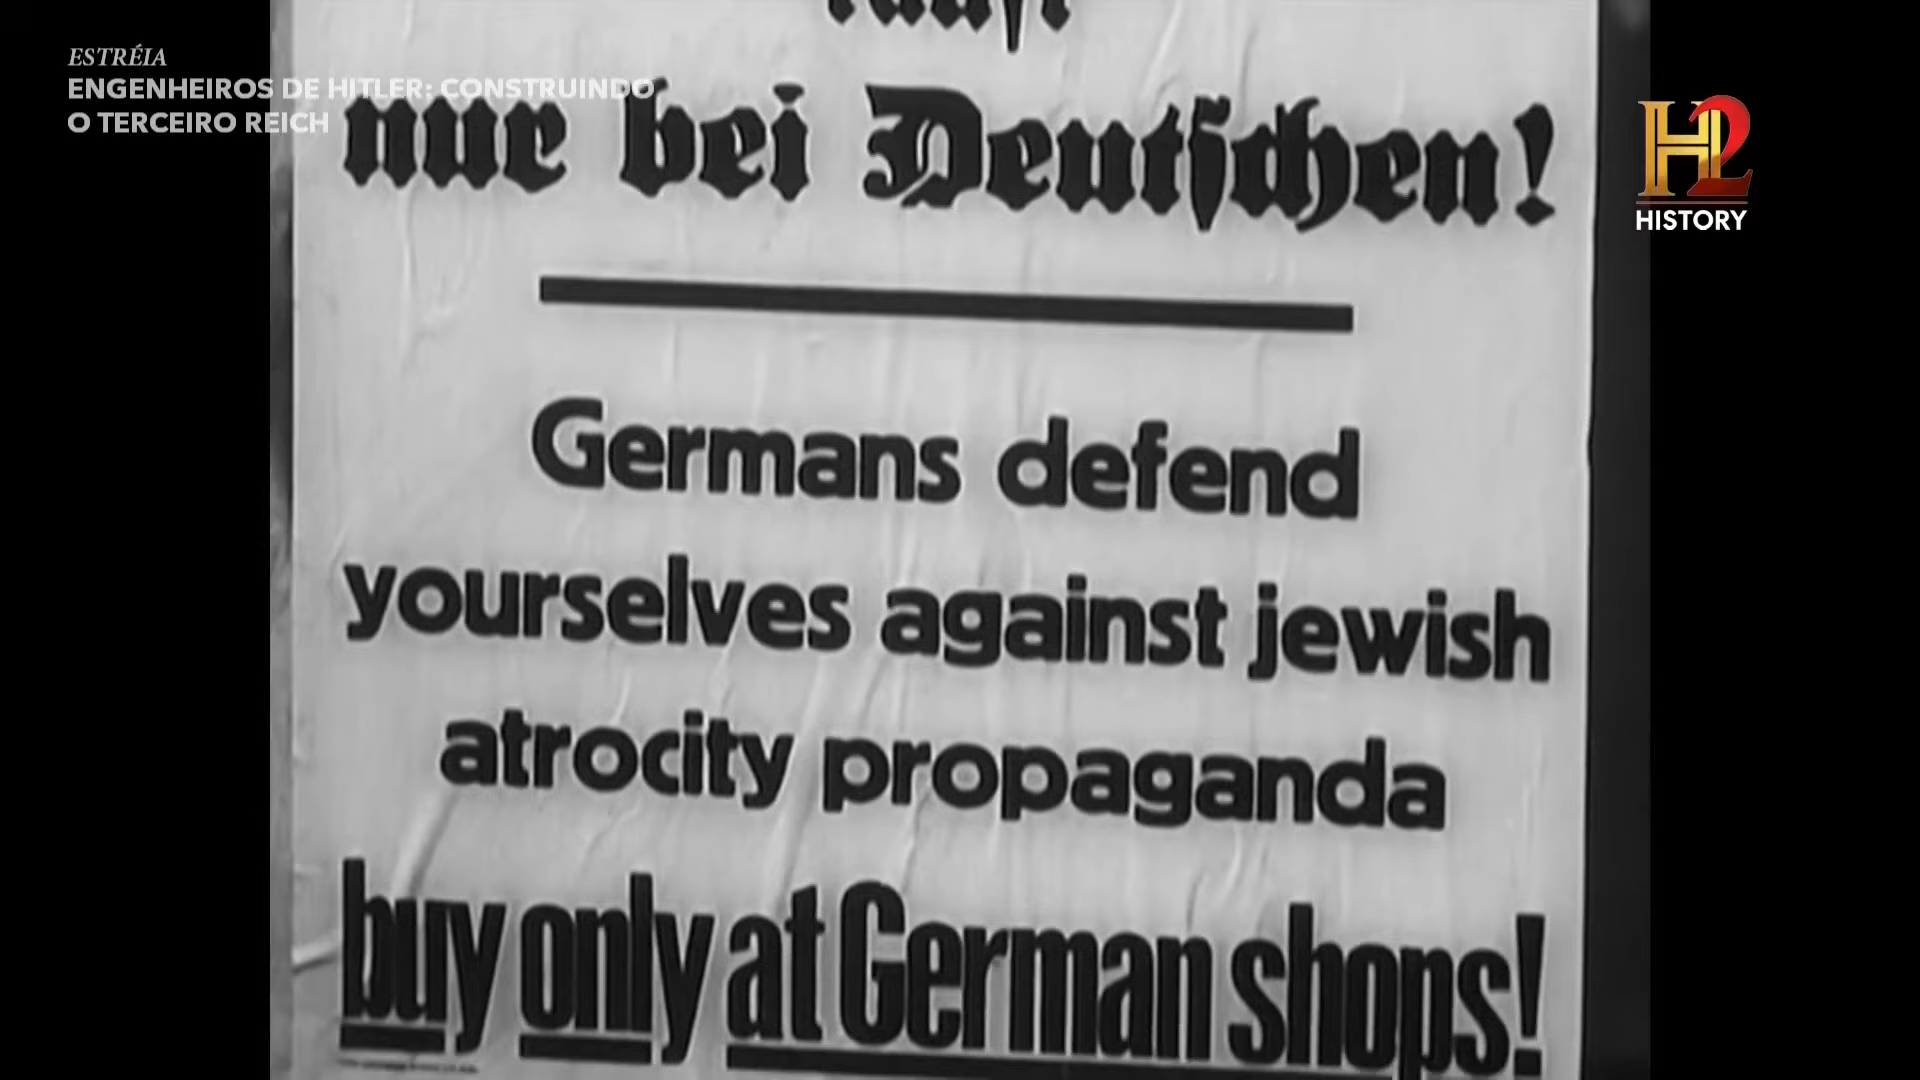 ESTRÉIA
ENGENHEIROS DE HITLER: CONSTRUINDO
O TERCEIRO REICH
H2
HISTORY
nur bei Deutschen!
Germans defend
yourselves against jewish
atrocity propaganda
buy only at German shops!